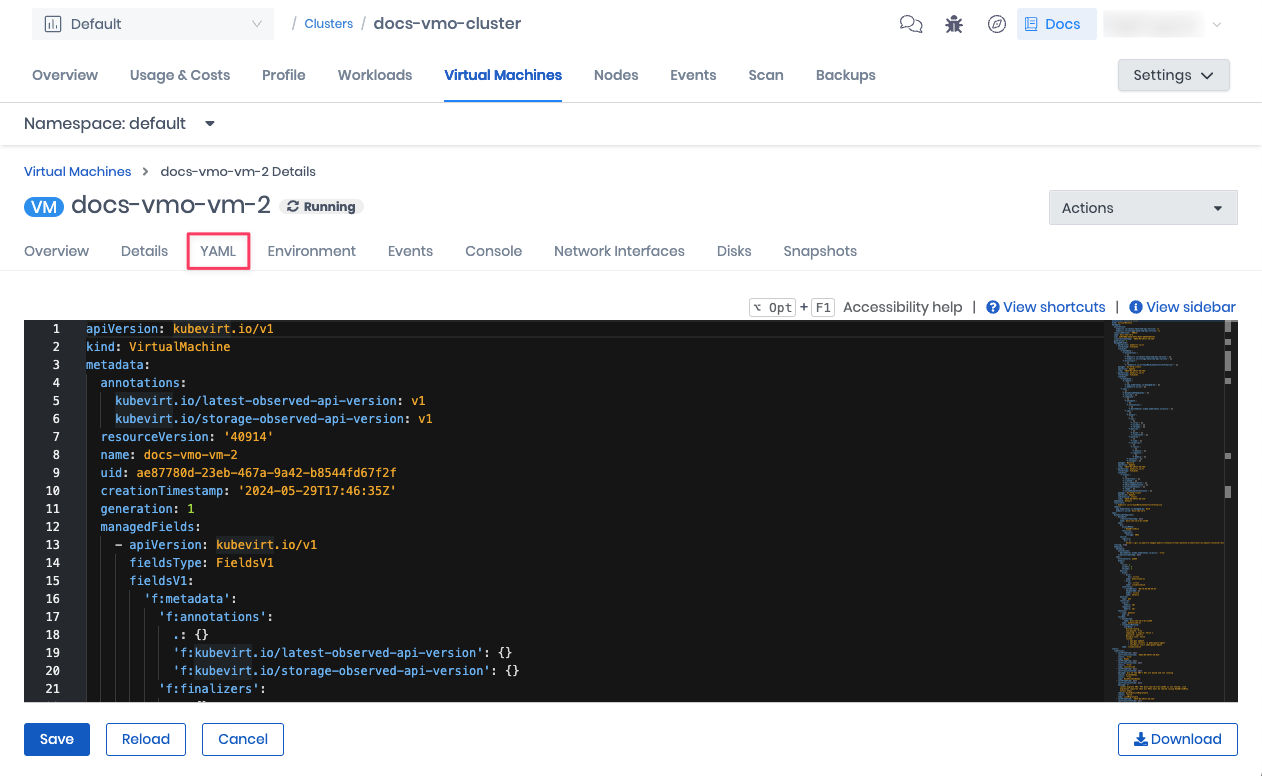 Default / Clusters / docs-vmo-cluster Docs
Overview Usage & Costs Profile Workloads Virtual Machines Nodes Events Scan Backups Settings
Namespace: default
Virtual Machines > docs-vmo-vm-2 Details
VM docs-vmo-vm-2 Running
Actions
Overview Details YAML Environment Events Console Network Interfaces Disks Snapshots
⌥ Opt + F1 Accessibility help | View shortcuts | View sidebar
1 apiVersion: kubevirt.io/v1
2 kind: VirtualMachine
3 metadata:
4 annotations:
5 kubevirt.io/latest-observed-api-version: v1
6 kubevirt.io/storage-observed-api-version: v1
7 resourceVersion: '40914'
8 name: docs-vmo-vm-2
9 uid: ae87780d-23eb-467a-9a42-b8544fd67f2f
10 creationTimestamp: '2024-05-29T17:46:35Z'
11 generation: 1
12 managedFields:
13 - apiVersion: kubevirt.io/v1
14 fieldsType: FieldsV1
15 fieldsV1:
16 'f:metadata':
17 'f:annotations':
18 .: {}
19 'f:kubevirt.io/latest-observed-api-version': {}
20 'f:kubevirt.io/storage-observed-api-version': {}
21 'f:finalizers':
Save Reload Cancel Download